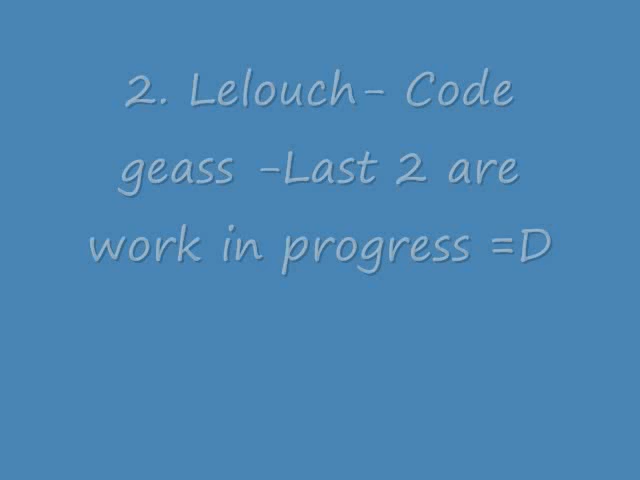 2. Lelouch- Code
geass -Last 2 are
work in progress =D